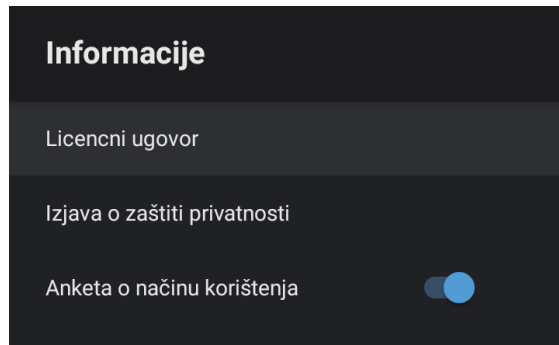 Informacije
Licencni ugovor
Izjava o zaštiti privatnosti
Anketa o načinu korištenja